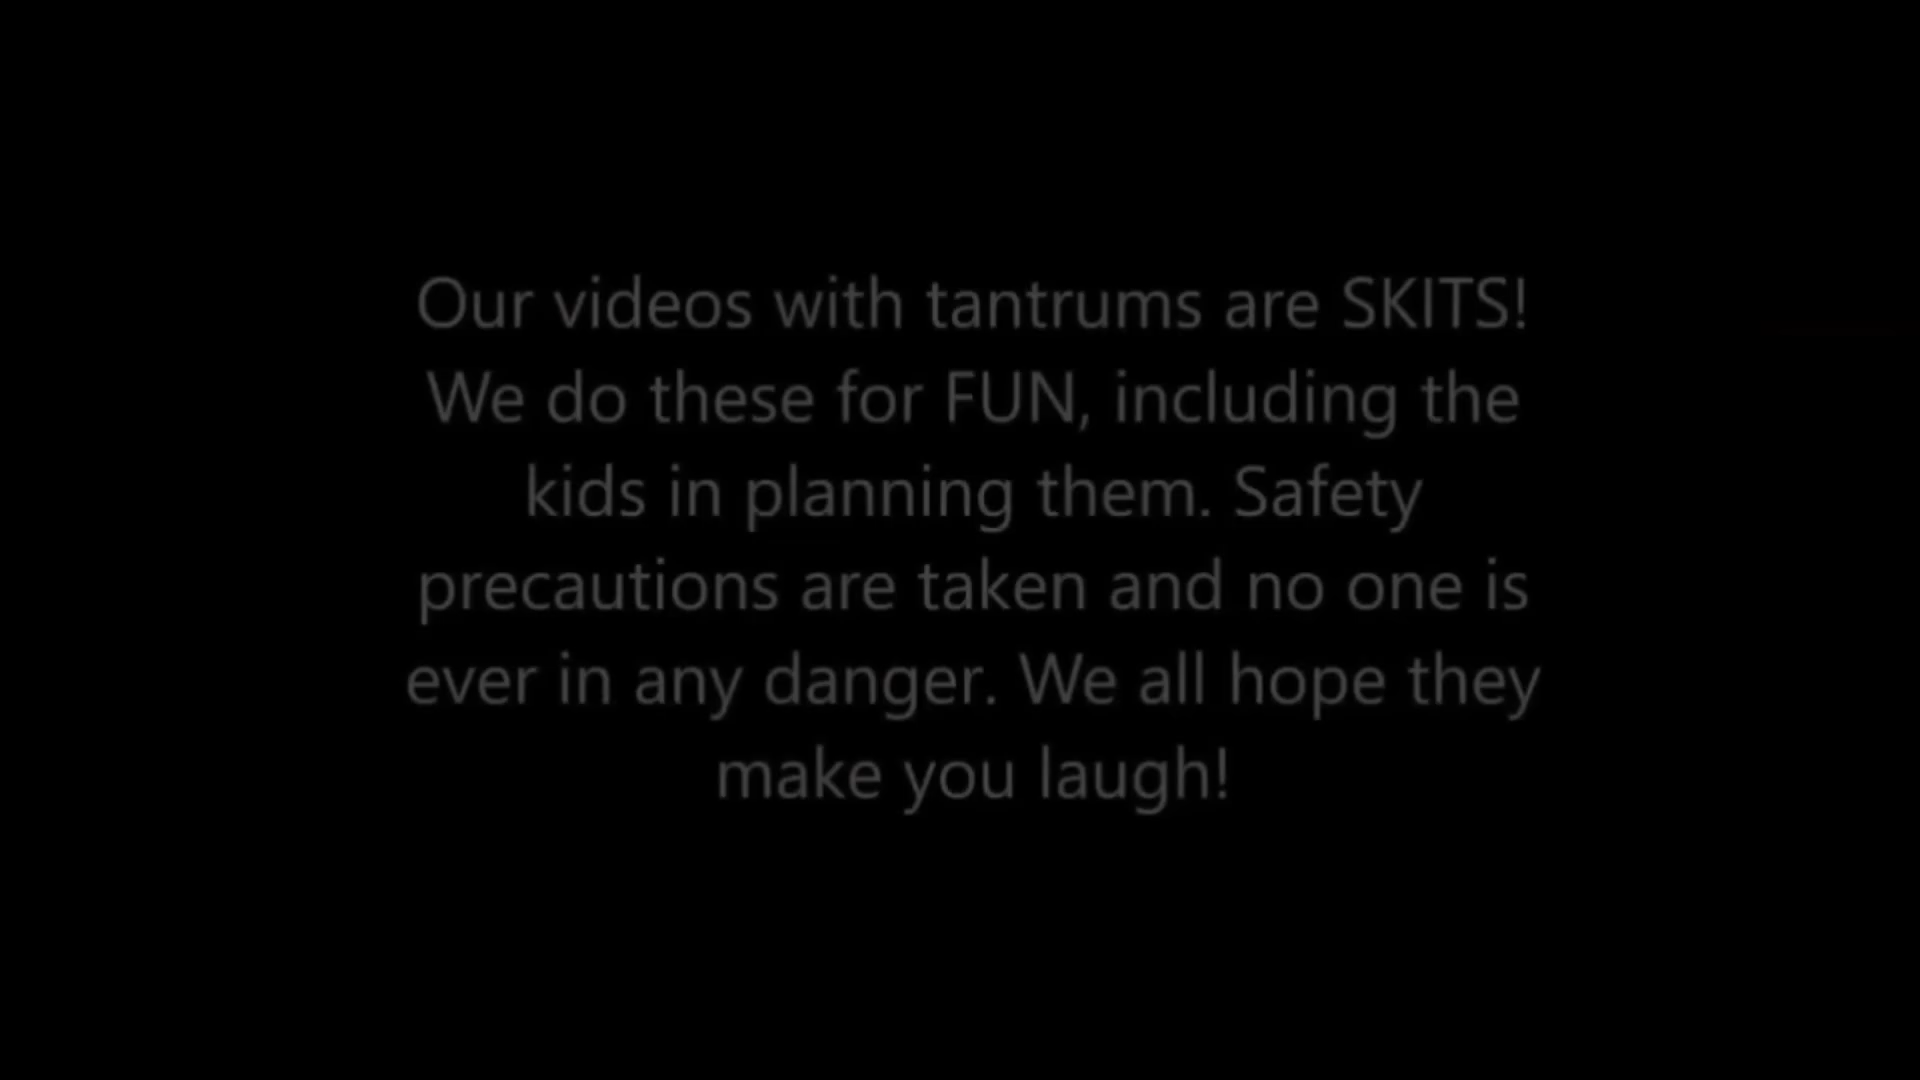 Our videos with tantrums are SKITS!
We do these for FUN, including the
kids in planning them. Safety
precautions are taken and no one is
ever in any danger. We all hope they
make you laugh!